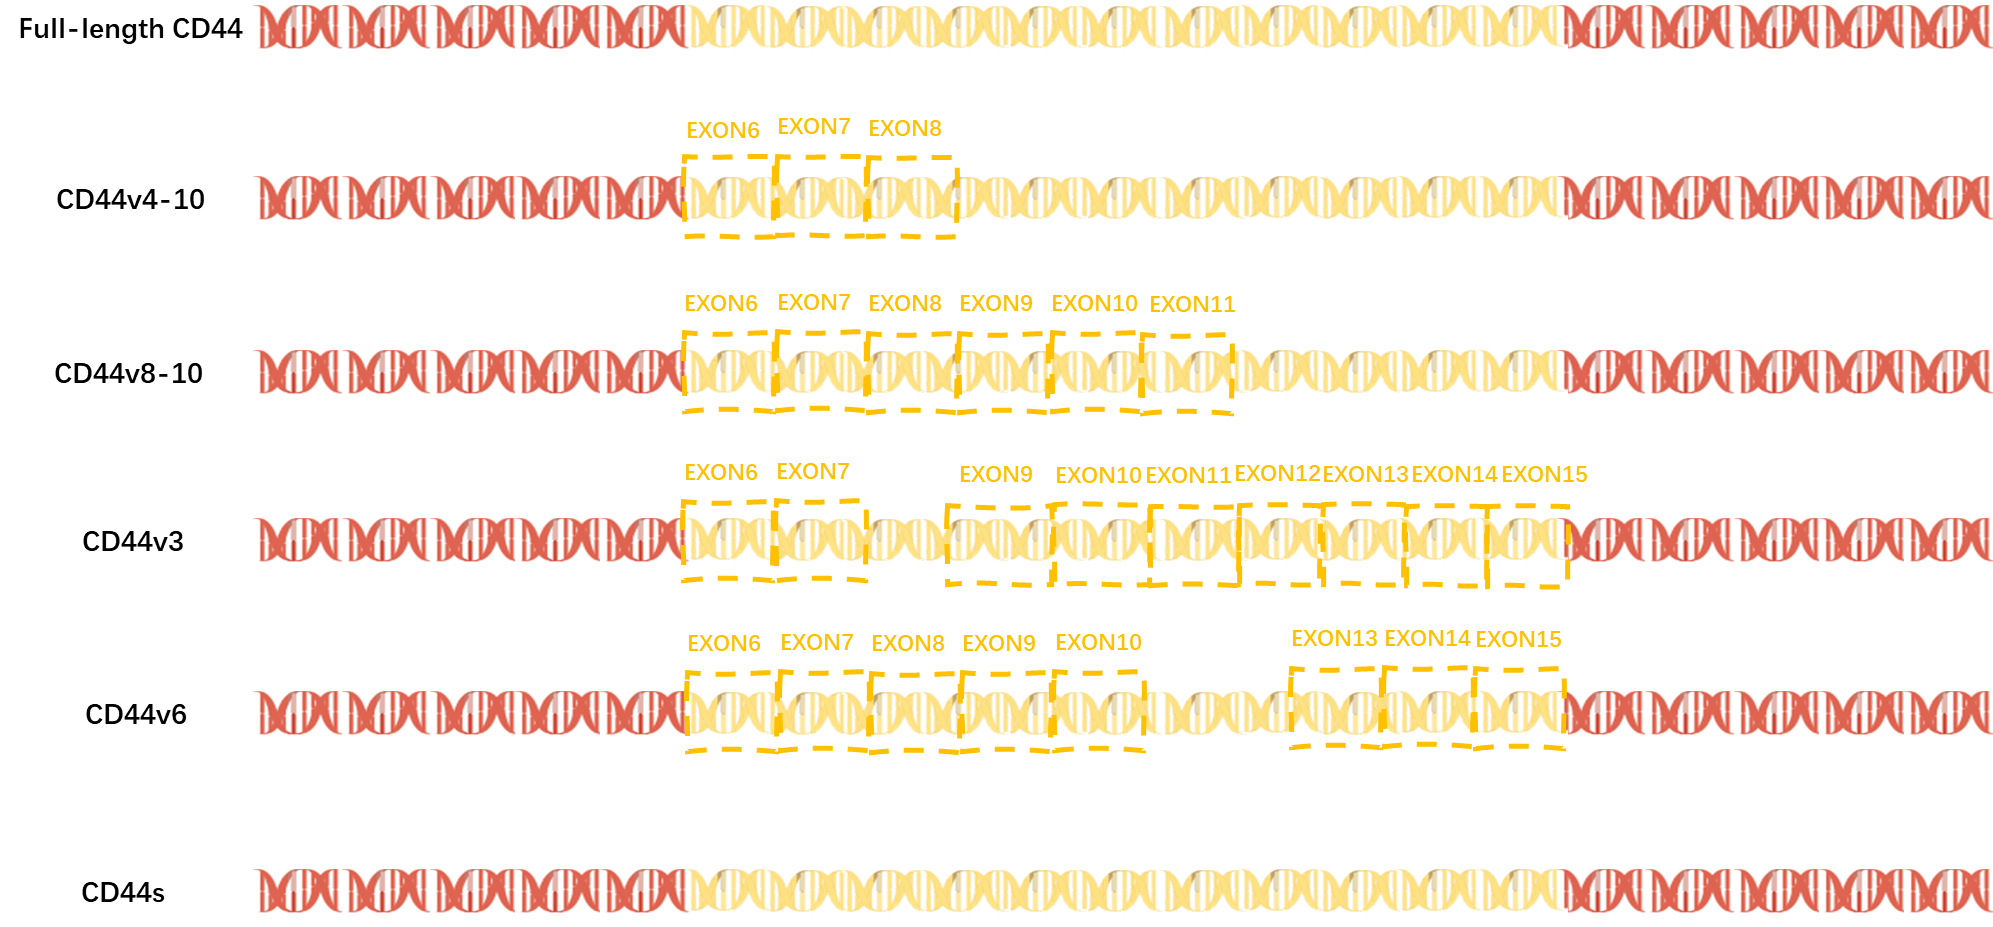 Full-length CD44
EXON6 EXON7 EXON8
CD44v4-10
EXON6 EXON7 EXON8 EXON9 EXON10 EXON11
CD44v8-10
EXON6 EXON7 EXON9 EXON10 EXON11 EXON12 EXON13 EXON14 EXON15
CD44v3
EXON6 EXON7 EXON8 EXON9 EXON10 EXON13 EXON14 EXON15
CD44v6
CD44s